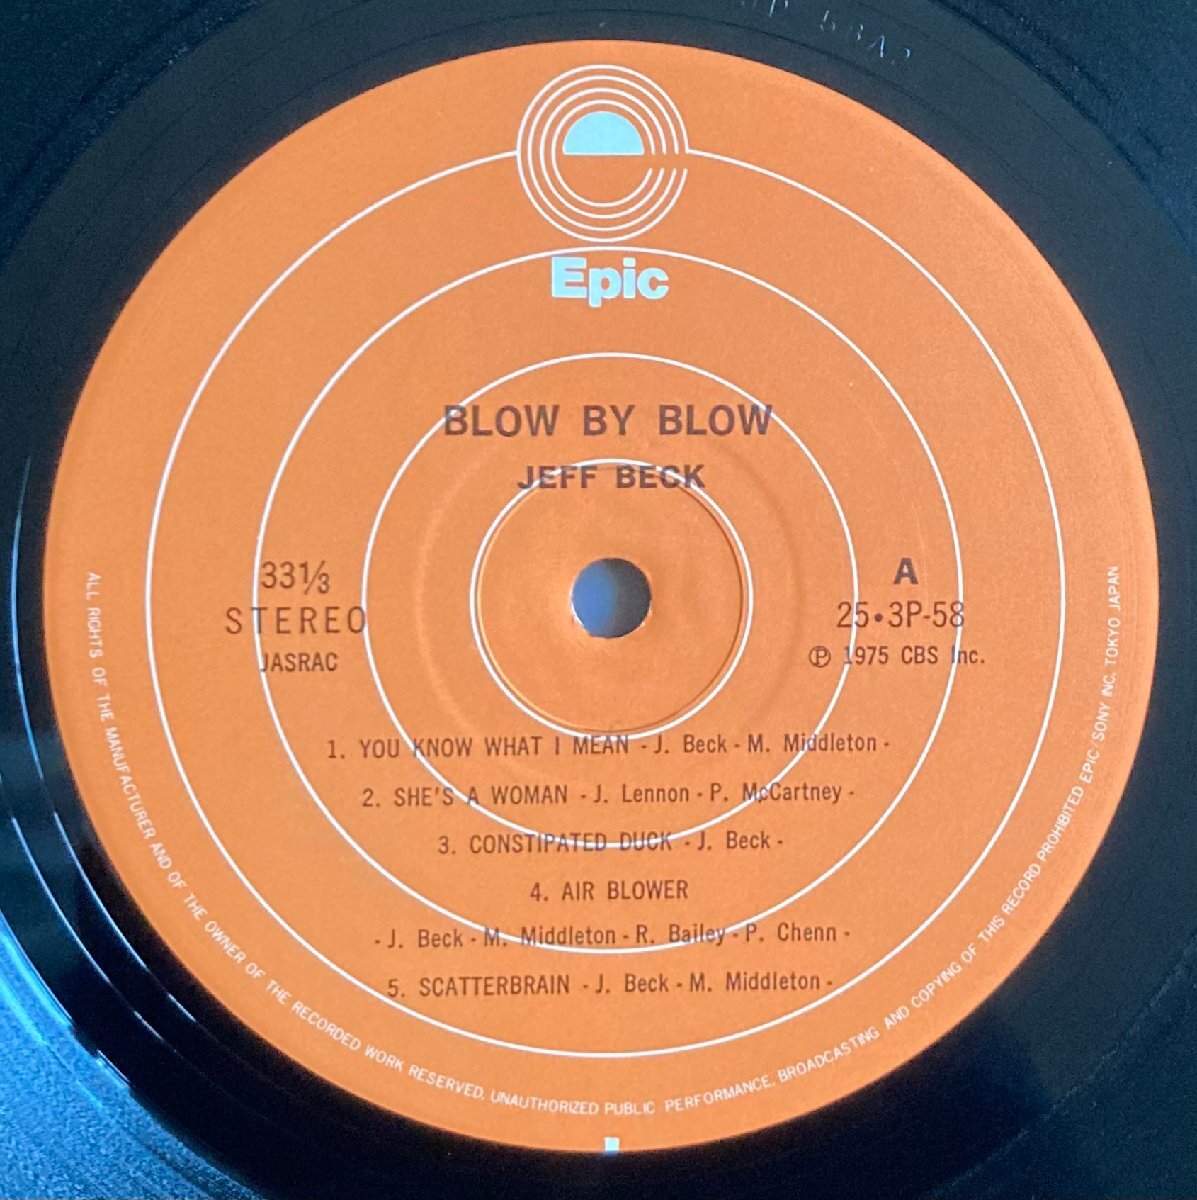 Epic
BLOW BY BLOW
JEFF BECK
33⅓
STEREO
JASRAC
A
25•3P-58
Ⓟ 1975 CBS Inc.
1. YOU KNOW WHAT I MEAN - J. Beck - M. Middleton -
2. SHE'S A WOMAN - J. Lennon - P. McCartney -
3. CONSTIPATED DUCK - J. Beck -
4. AIR BLOWER
- J. Beck - M. Middleton - R. Bailey - P. Chenn -
5. SCATTERBRAIN - J. Beck - M. Middleton -
ALL RIGHTS OF THE MANUFACTURER AND OF THE OWNER OF THE RECORDED WORK RESERVED. UNAUTHORIZED PUBLIC PERFORMANCE, BROADCASTING AND COPYING OF THIS RECORD PROHIBITED EPIC/SONY INC. TOKYO JAPAN